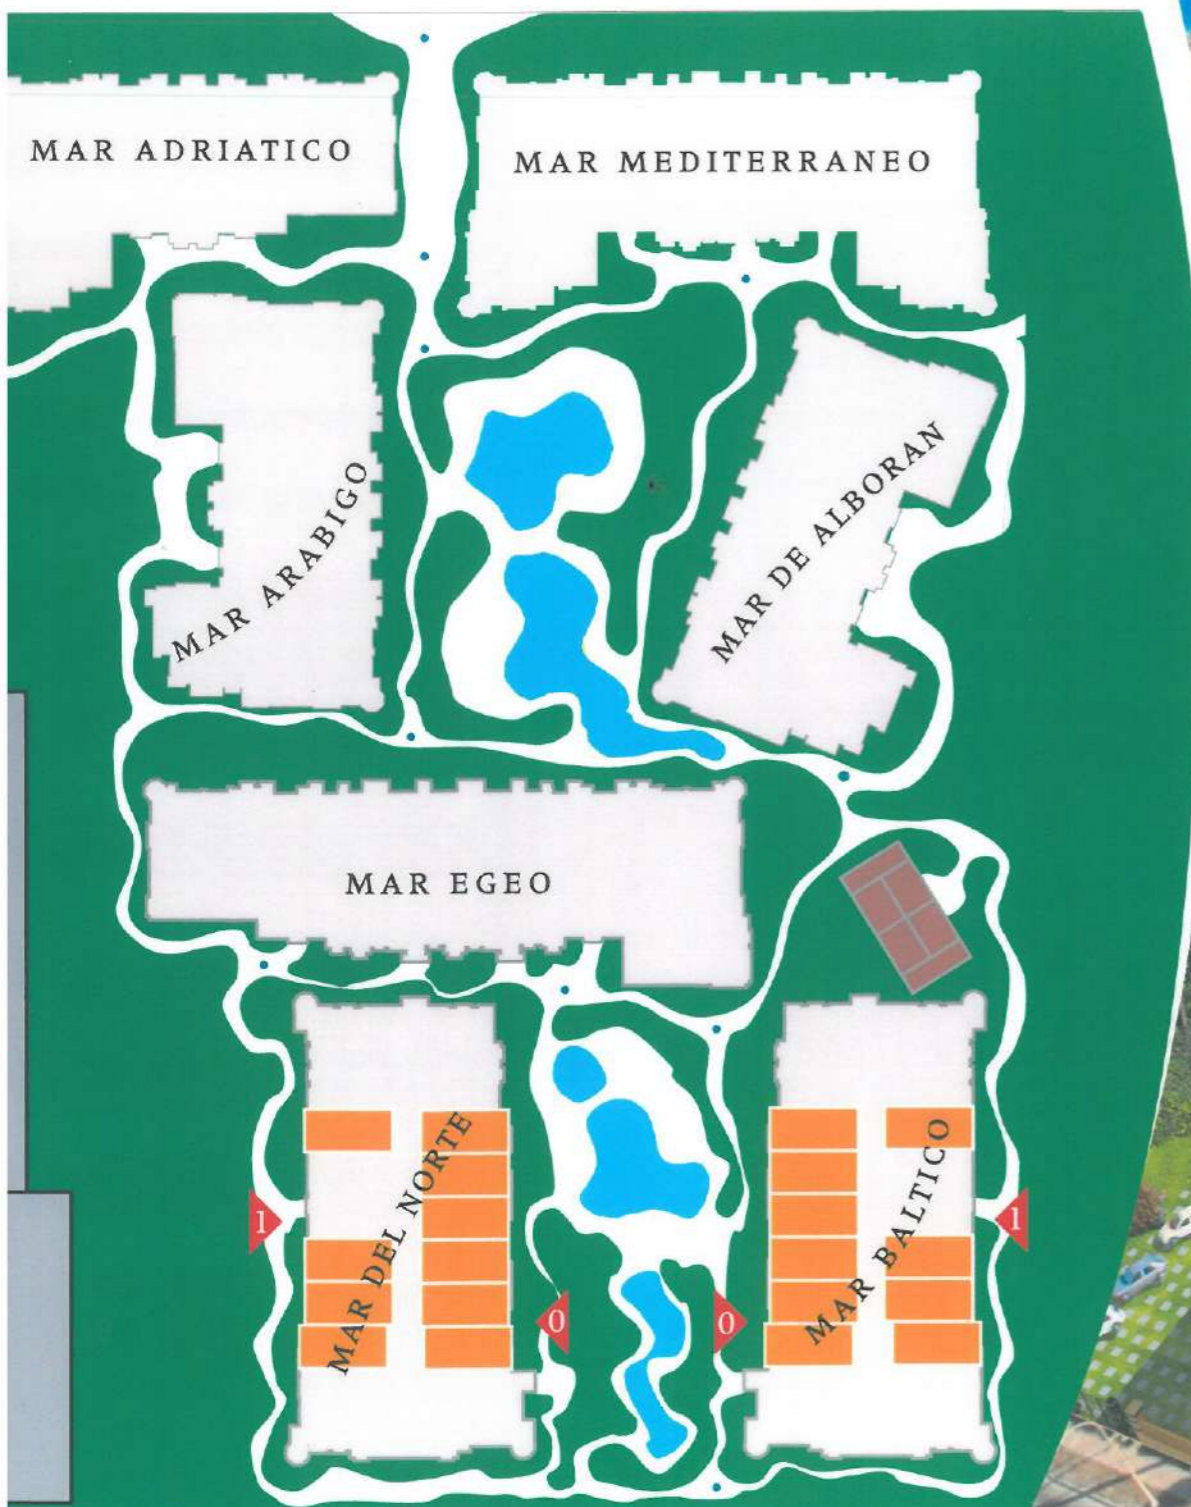 MAR ADRIATICO
MAR MEDITERRANEO
MAR ARABIGO
MAR DE ALBORAN
MAR EGEO
MAR DEL NORTE
MAR BALTICO
1
1
0
0